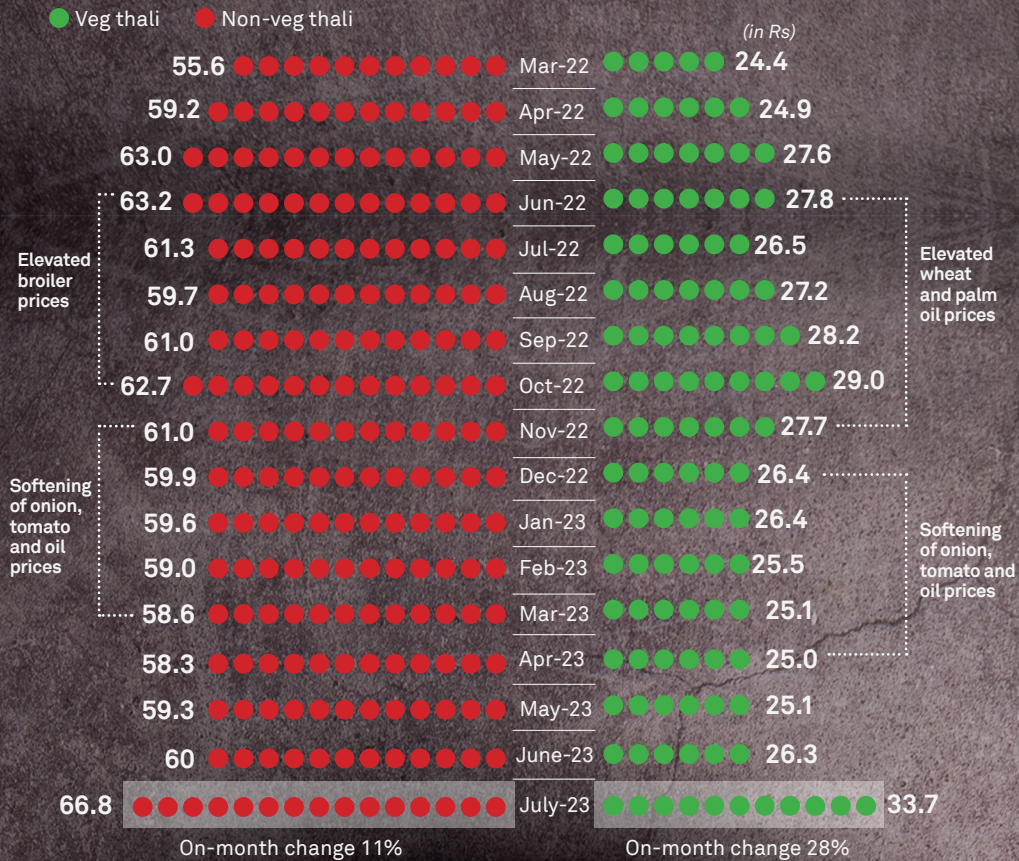 Veg thali Non-veg thali
(in Rs)
55.6 Mar-22 24.4
59.2 Apr-22 24.9
63.0 May-22 27.6
63.2 Jun-22 27.8
61.3 Jul-22 26.5
59.7 Aug-22 27.2
61.0 Sep-22 28.2
62.7 Oct-22 29.0
61.0 Nov-22 27.7
59.9 Dec-22 26.4
59.6 Jan-23 26.4
59.0 Feb-23 25.5
58.6 Mar-23 25.1
58.3 Apr-23 25.0
59.3 May-23 25.1
60 June-23 26.3
66.8 July-23 33.7
Elevated
broiler
prices
Softening
of onion,
tomato
and oil
prices
Elevated
wheat
and palm
oil prices
Softening
of onion,
tomato and
oil prices
On-month change 11%
On-month change 28%